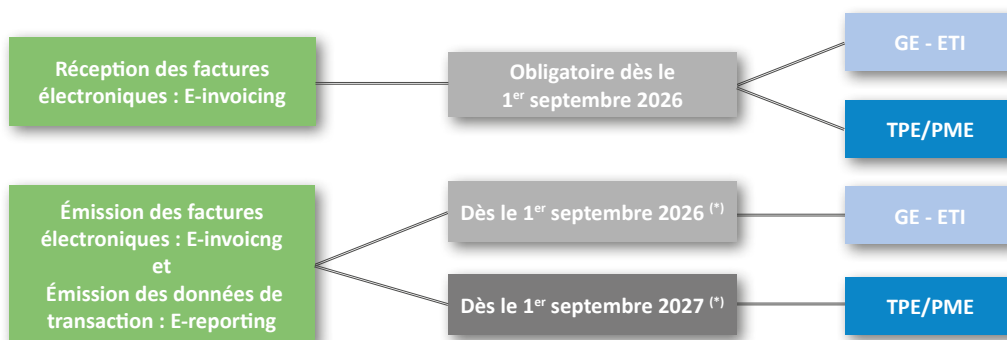 Réception des factures
électroniques : E-invoicing
Obligatoire dès le
1er septembre 2026
GE - ETI
TPE/PME
Émission des factures
électroniques : E-invoicng
et
Émission des données de
transaction : E-reporting
Dès le 1er septembre 2026 (*)
GE - ETI
Dès le 1er septembre 2027 (*)
TPE/PME